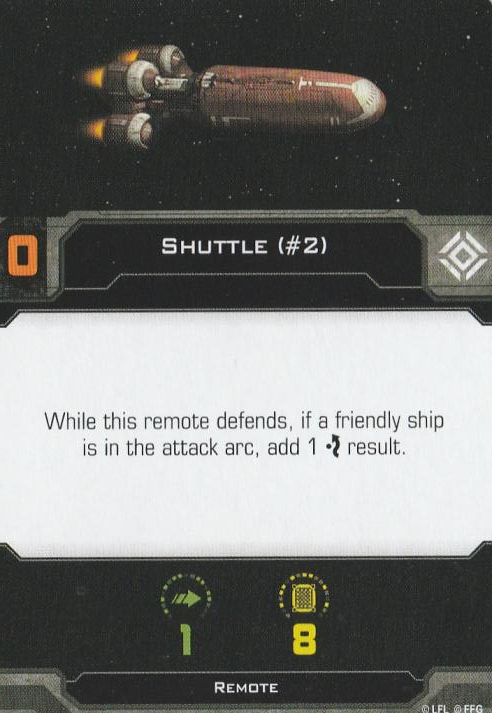 0
SHUTTLE (#2)
While this remote defends, if a friendly ship
is in the attack arc, add 1 result.
1 8
REMOTE
© LFL © FFG